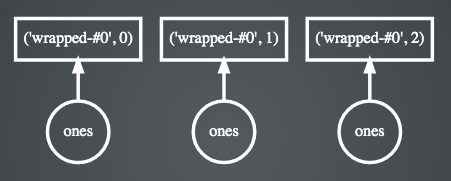 ('wrapped-#0', 0) ('wrapped-#0', 1) ('wrapped-#0', 2)
ones ones ones